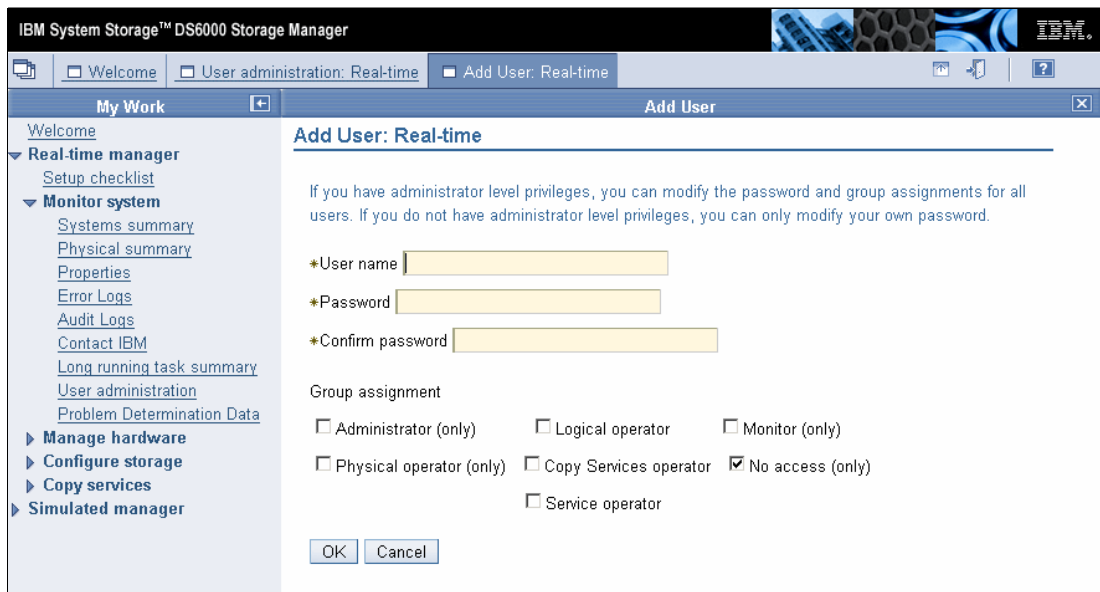 IBM System Storage™ DS6000 Storage Manager
IBM.
Welcome
User administration: Real-time
Add User: Real-time
?
My Work
Add User
Welcome
Real-time manager
Setup checklist
Monitor system
Systems summary
Physical summary
Properties
Error Logs
Audit Logs
Contact IBM
Long running task summary
User administration
Problem Determination Data
Manage hardware
Configure storage
Copy services
Simulated manager
Add User: Real-time
If you have administrator level privileges, you can modify the password and group assignments for all
users. If you do not have administrator level privileges, you can only modify your own password.
*User name
*Password
*Confirm password
Group assignment
Administrator (only)
Logical operator
Monitor (only)
Physical operator (only)
Copy Services operator
No access (only)
Service operator
OK
Cancel